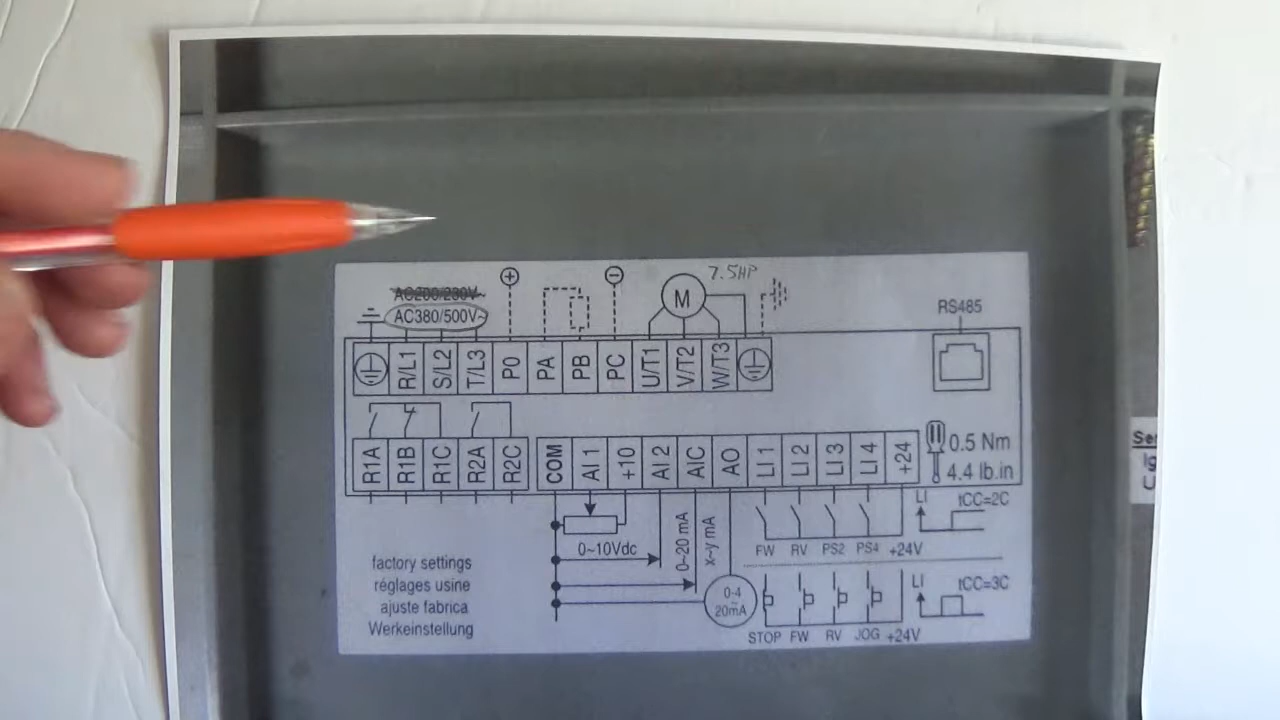 7.5HP
AC200/230V~
AC380/500V~
M
RS485
R/L1 S/L2 T/L3 P0 PA PB PC U/T1 V/T2 W/T3
R1A R1B R1C R2A R2C COM AI 1 +10 AI 2 AIC AO LI 1 LI 2 LI 3 LI 4 +24
0.5 Nm
4.4 lb.in
LI tCC=2C
0~10Vdc
0~20 mA
x~y mA
FW RV PS2 PS4 +24V
factory settings
réglages usine
ajuste fabrica
Werkeinstellung
0-4
~
20mA
LI tCC=3C
STOP FW RV JOG +24V